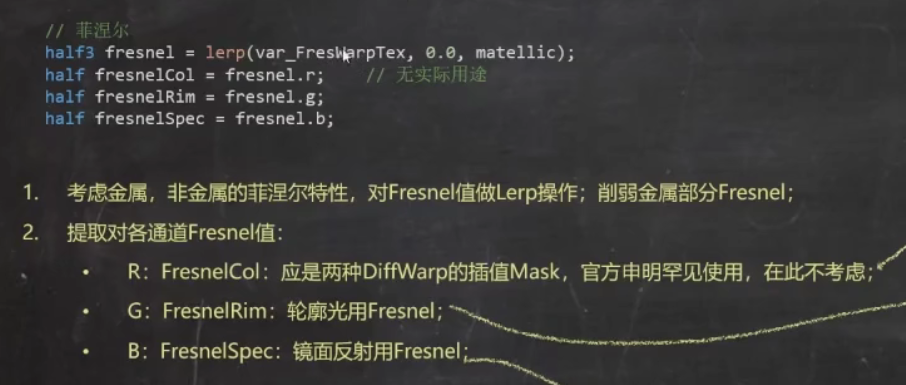 // 菲涅尔
half3 fresnel = lerp(var_FresWarpTex, 0.0, matellic);
half fresnelCol = fresnel.r;    // 无实际用途
half fresnelRim = fresnel.g;
half fresnelSpec = fresnel.b;
1. 考虑金属，非金属的菲涅尔特性，对Fresnel值做Lerp操作；削弱金属部分Fresnel；
2. 提取对各通道Fresnel值：
• R：FresnelCol：应是两种DiffWarp的插值Mask，官方申明罕见使用，在此不考虑；
• G：FresnelRim：轮廓光用Fresnel；
• B：FresnelSpec：镜面反射用Fresnel；